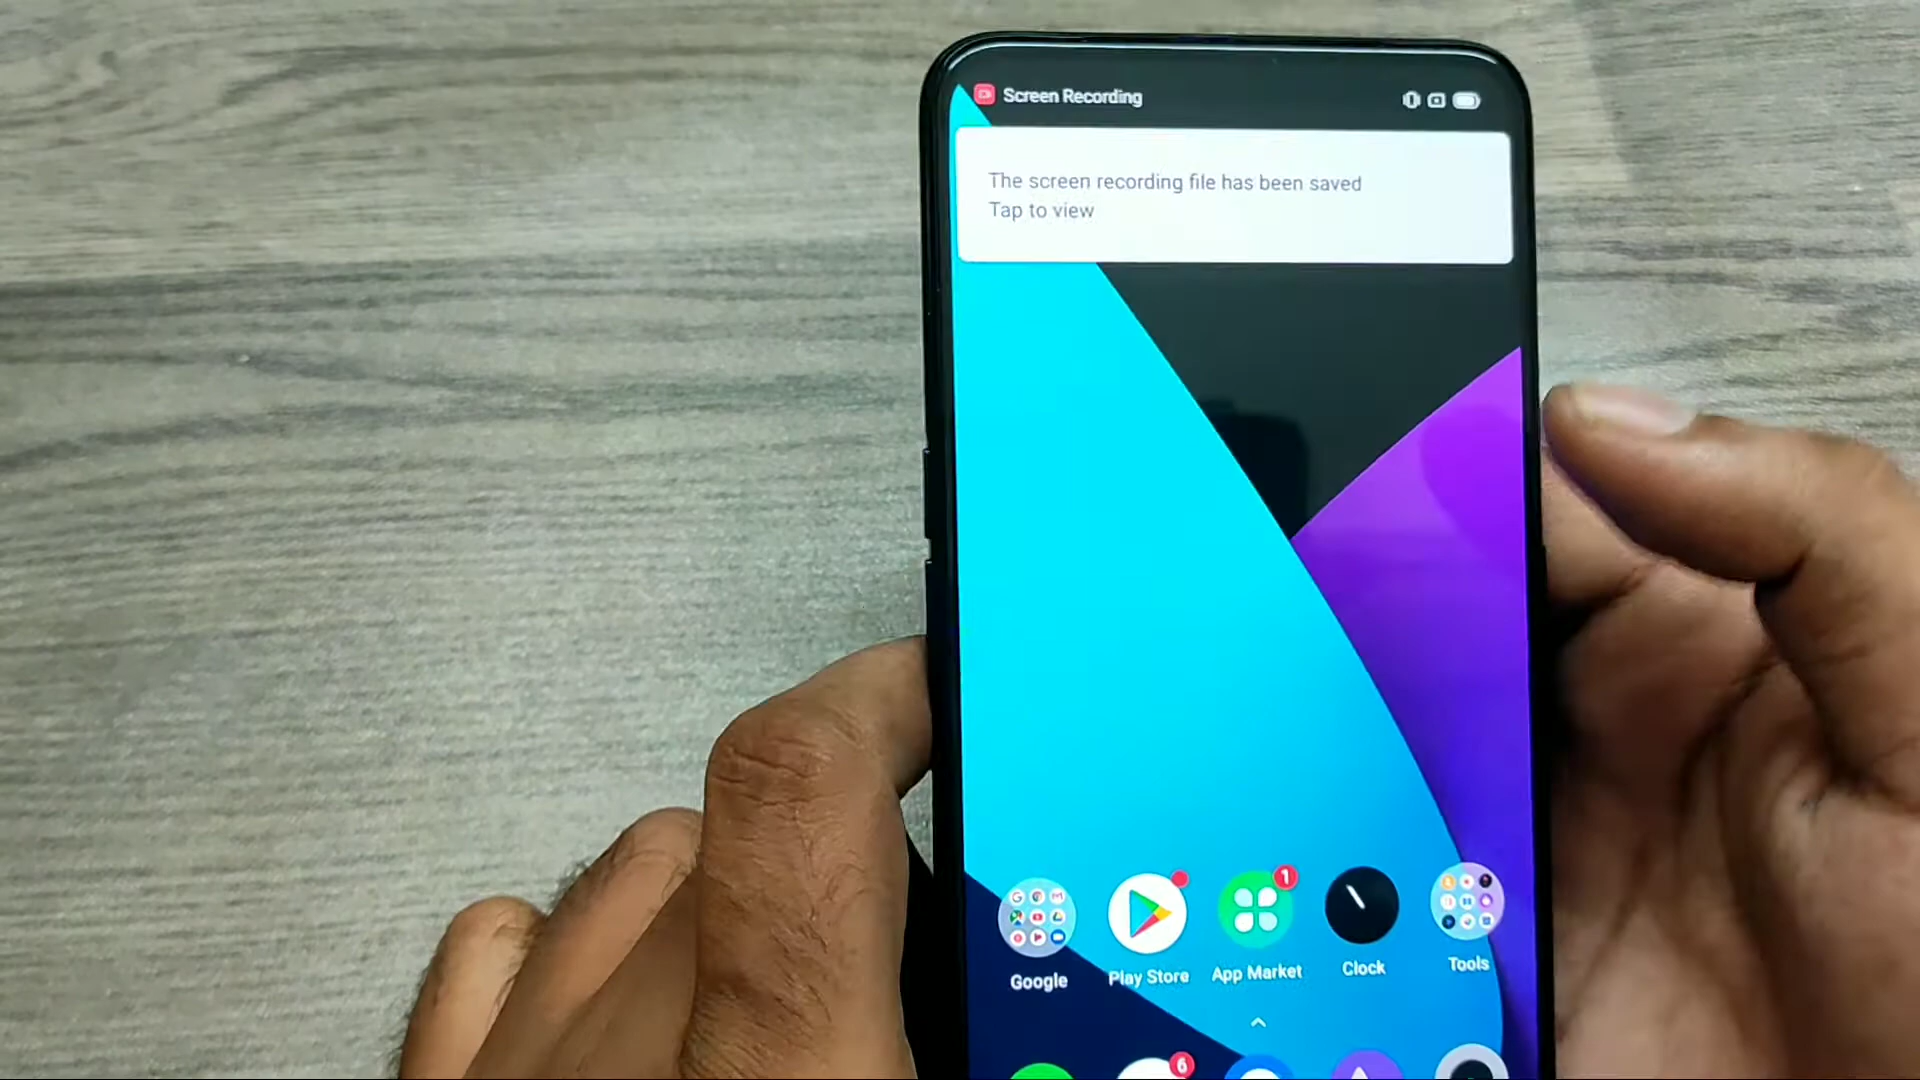 Screen Recording
The screen recording file has been saved
Tap to view
1
Google
Play Store
App Market
Clock
Tools
6